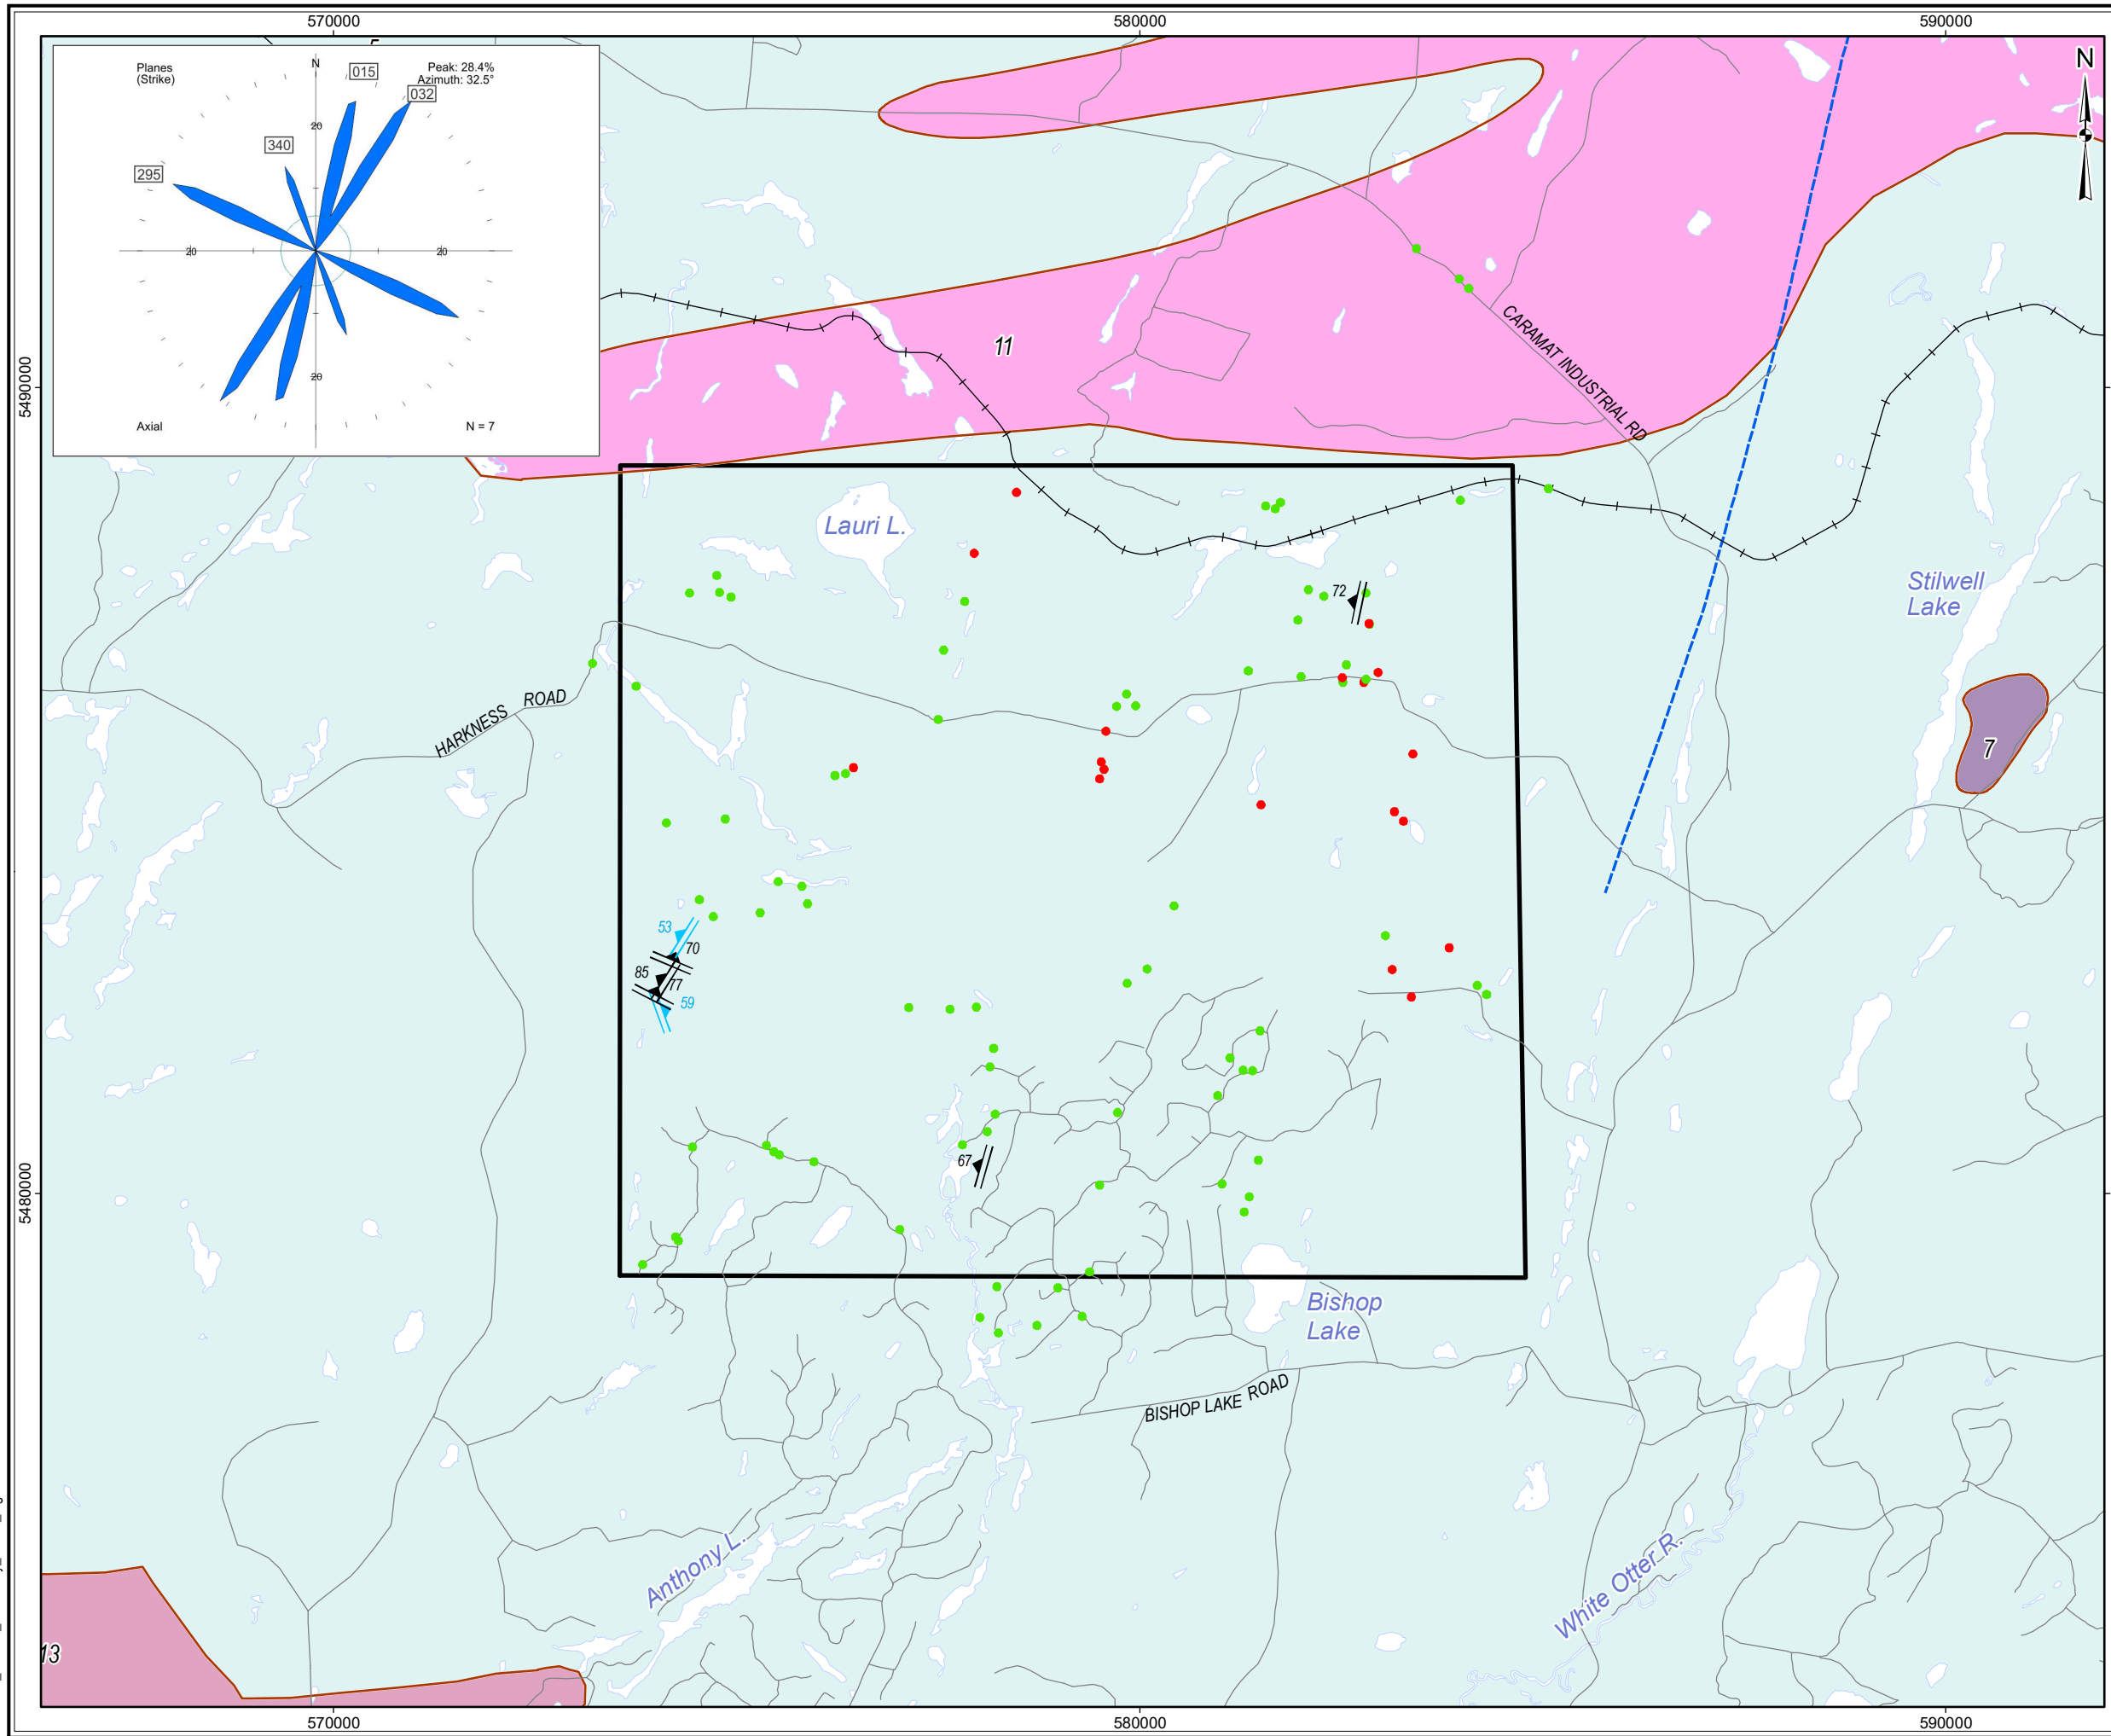 570000
580000
590000
Planes
(Strike)
N
Peak: 28.4%
Azimuth: 32.5°
015
032
340
295
20
20
20
20
Axial
N = 7
N
11
CARAMAT INDUSTRIAL RD
5490000
Lauri L.
72
Stilwell
Lake
HARKNESS ROAD
7
53
70
85
77
59
67
5480000
Bishop
Lake
BISHOP LAKE ROAD
Anthony L.
White Otter R.
13
570000
580000
590000